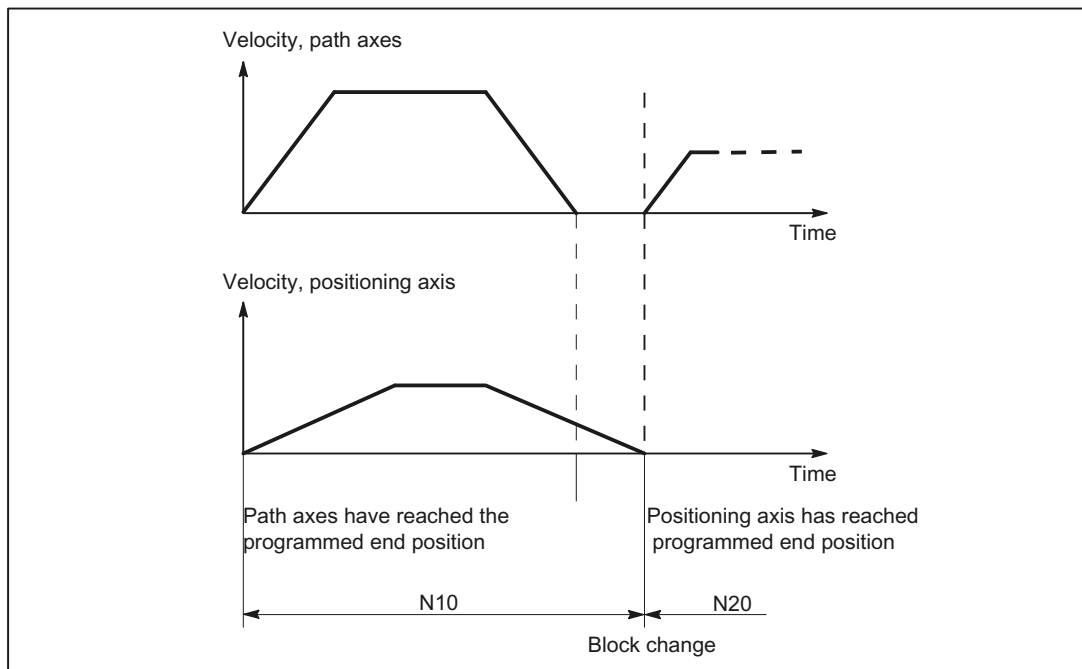 Velocity, path axes
Time
Velocity, positioning axis
Time
Path axes have reached the
programmed end position
Positioning axis has reached
programmed end position
N10
N20
Block change